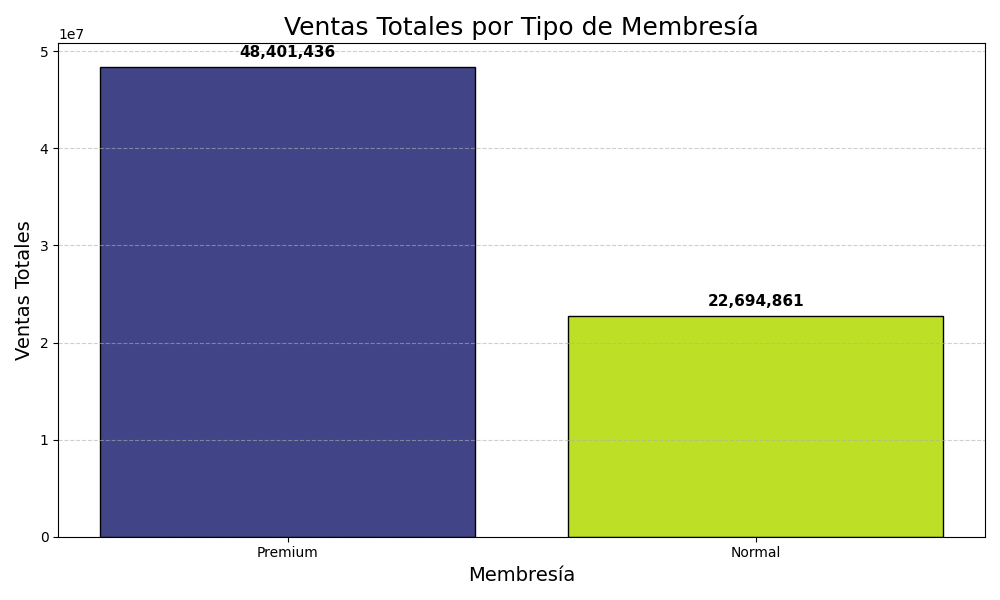 Ventas Totales por Tipo de Membresía
1e7
5
48,401,436
4
3
22,694,861
2
1
0
Ventas Totales
Premium
Normal
Membresía